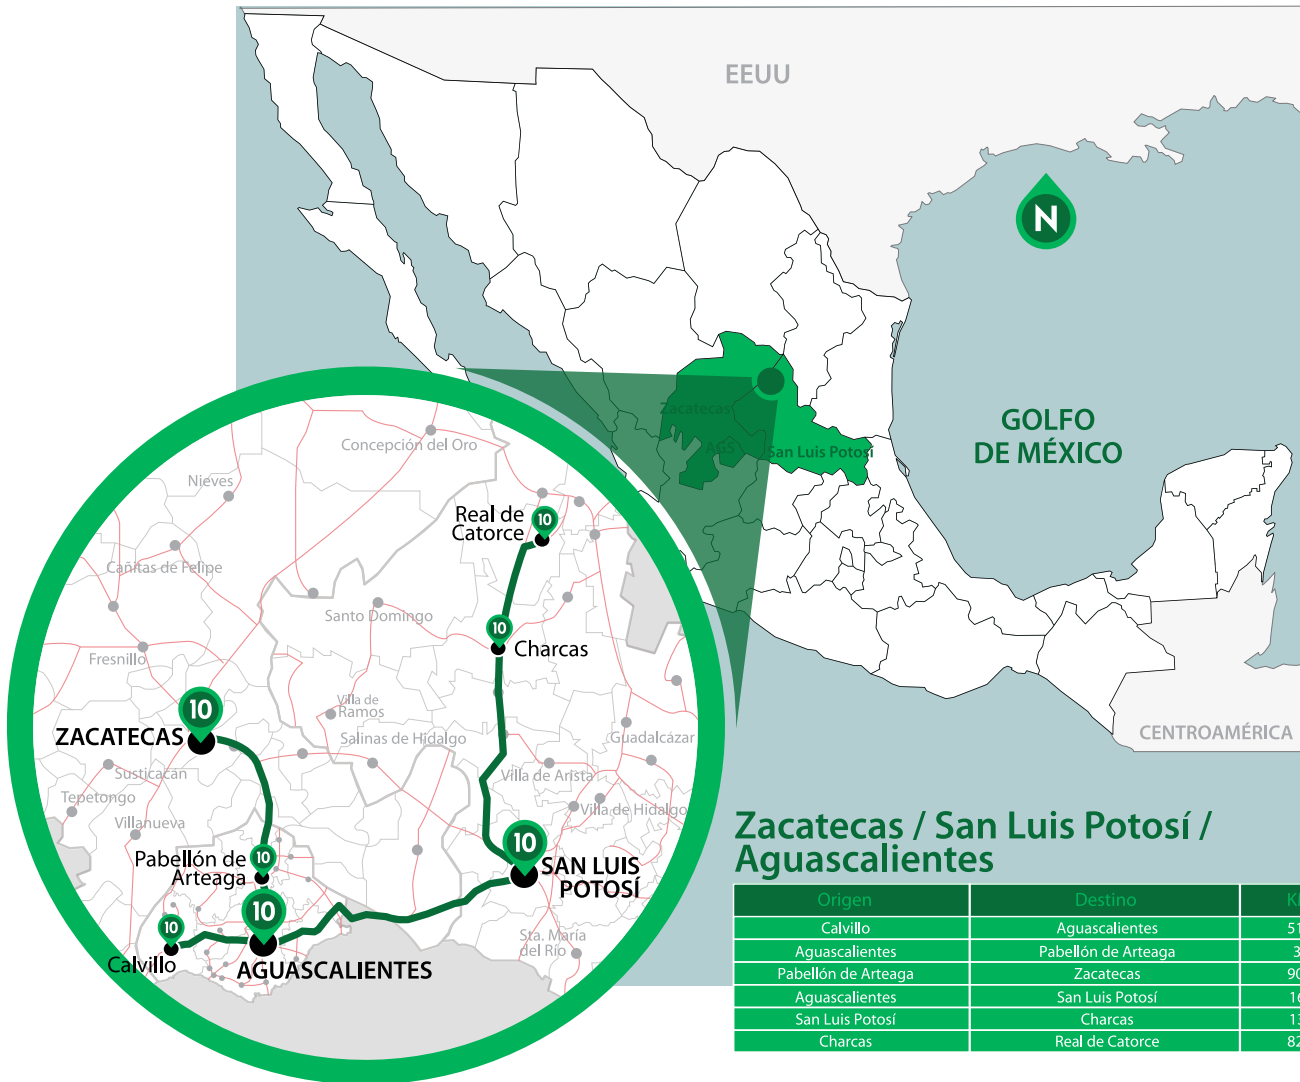 EEUU
N
GOLFO
DE MÉXICO
Zacatecas
AGS
San Luis Potosí
CENTROAMÉRICA
Concepción del Oro
Nieves
Real de
Catorce
10
Cañitas de Felipe
Santo Domingo
10
Charcas
Fresnillo
10
Villa de
Ramos
ZACATECAS
Salinas de Hidalgo
Guadalcázar
Susticacán
Villa de Arista
Tepetongo
Villa de Hidalgo
Villanueva
10
Pabellón de
Arteaga
10
SAN LUIS
POTOSÍ
10
10
Calvillo
AGUASCALIENTES
Sta. María
del Río
Zacatecas / San Luis Potosí /
Aguascalientes
Origen Destino
Calvillo Aguascalientes 51
Aguascalientes Pabellón de Arteaga
Pabellón de Arteaga Zacatecas 90
Aguascalientes San Luis Potosí
San Luis Potosí Charcas
Charcas Real de Catorce 82